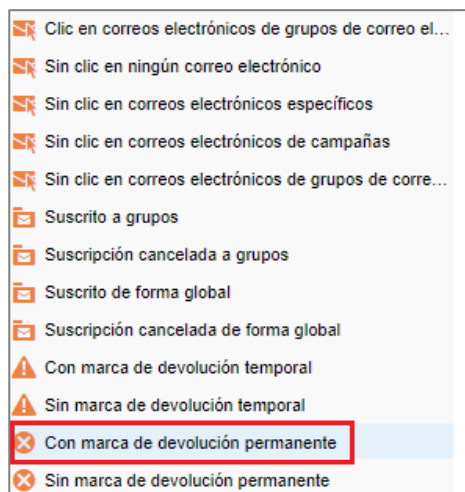 Clic en correos electrónicos de grupos de correo el...
Sin clic en ningún correo electrónico
Sin clic en correos electrónicos específicos
Sin clic en correos electrónicos de campañas
Sin clic en correos electrónicos de grupos de corre...
Suscrito a grupos
Suscripción cancelada a grupos
Suscrito de forma global
Suscripción cancelada de forma global
Con marca de devolución temporal
Sin marca de devolución temporal
Con marca de devolución permanente
Sin marca de devolución permanente